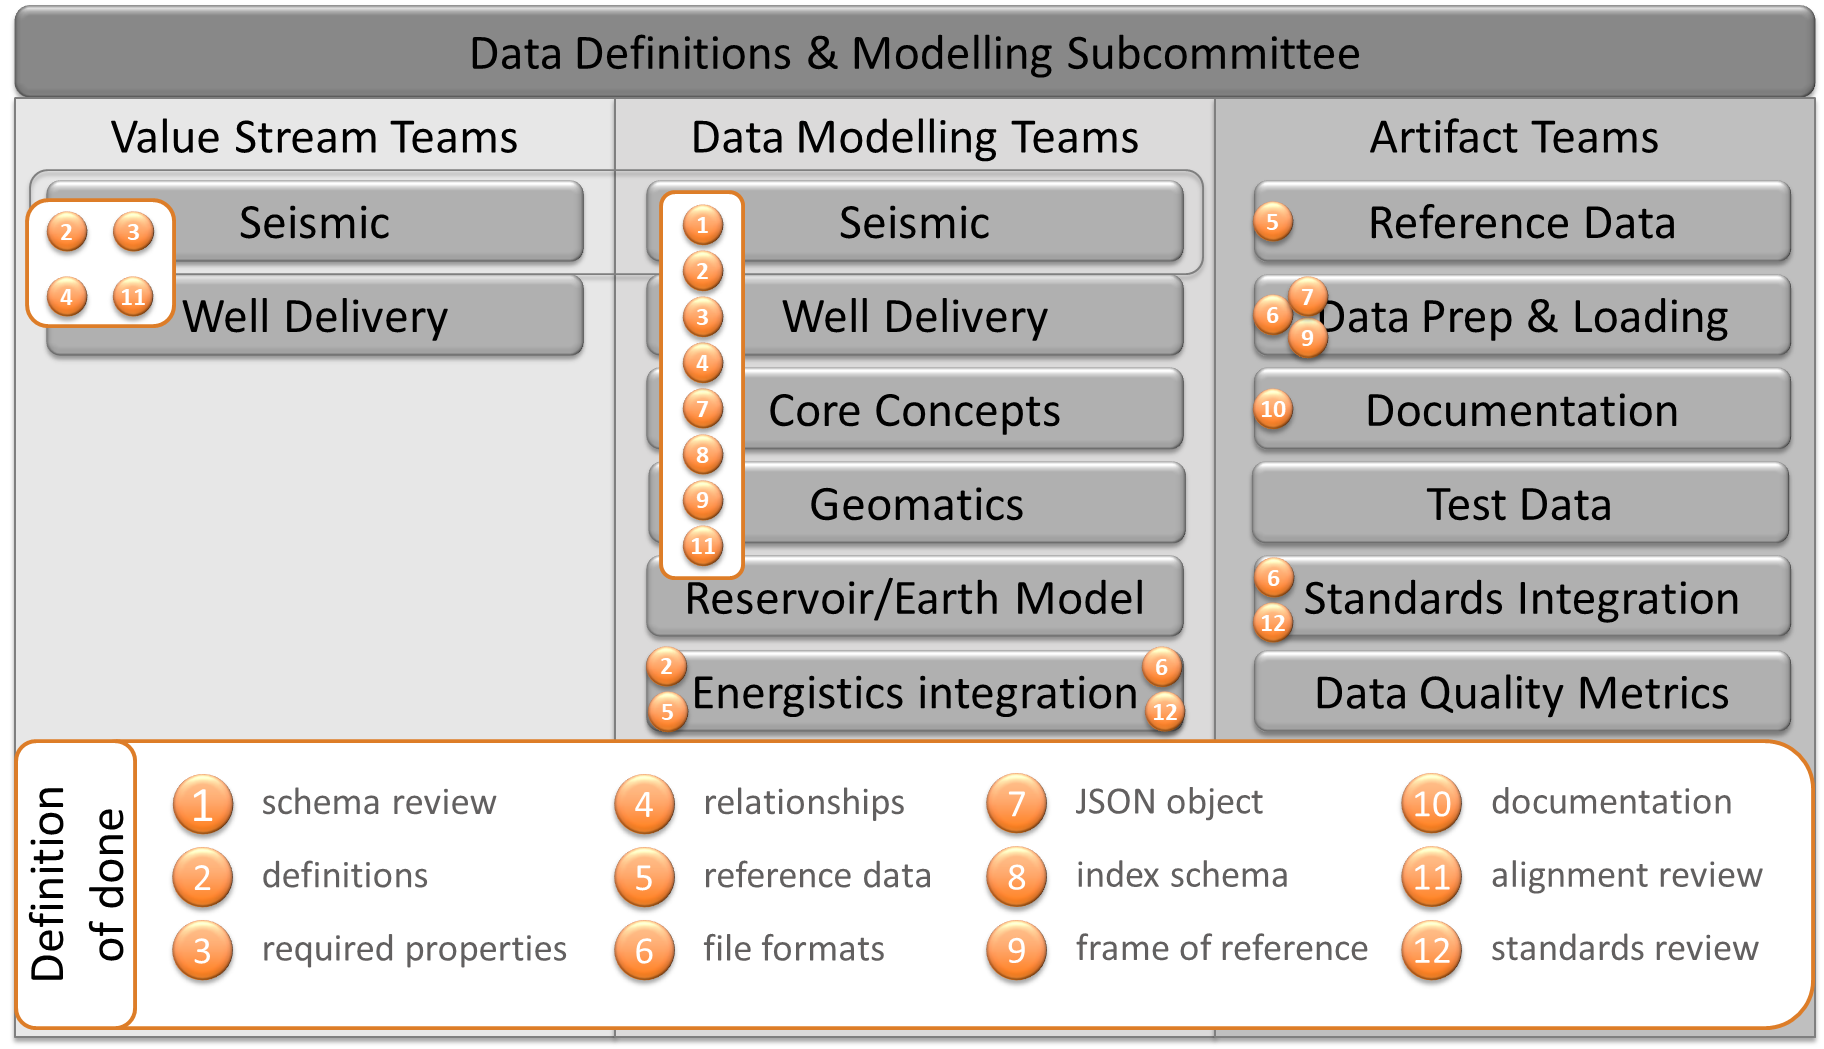 Data Definitions & Modelling Subcommittee
Value Stream Teams
2 3
4 11
Seismic
Well Delivery
Data Modelling Teams
1
2
3
4
7
8
9
11
Seismic
Well Delivery
Core Concepts
Geomatics
Reservoir/Earth Model
2 6
Energistics integration
5 12
Artifact Teams
5 Reference Data
7
6 Data Prep & Loading
9
10 Documentation
Test Data
6
Standards Integration
12
Data Quality Metrics
Definition
of done
1 schema review
2 definitions
3 required properties
4 relationships
5 reference data
6 file formats
7 JSON object
8 index schema
9 frame of reference
10 documentation
11 alignment review
12 standards review